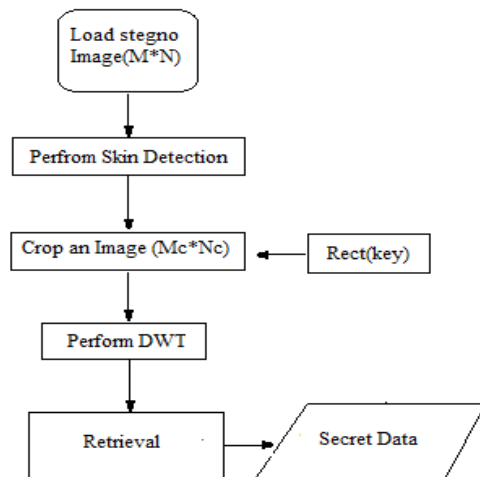 Load stegno
Image(M*N)
Perfrom Skin Detection
Crop an Image (Mc*Nc)
Rect(key)
Perform DWT
Retrieval
Secret Data